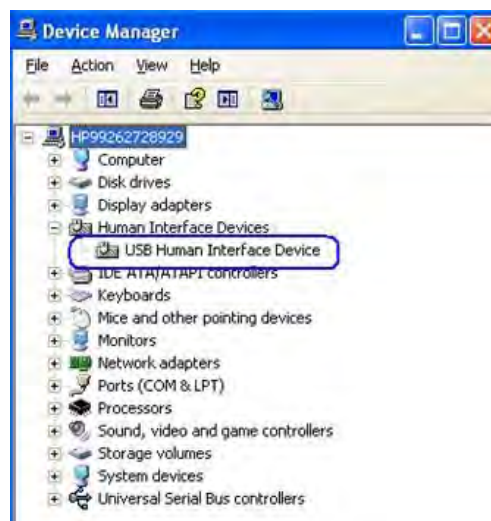 Device Manager
File Action View Help
HP99262728929
Computer
Disk drives
Display adapters
Human Interface Devices
USB Human Interface Device
IDE ATA/ATAPI controllers
Keyboards
Mice and other pointing devices
Monitors
Network adapters
Ports (COM & LPT)
Processors
Sound, video and game controllers
Storage volumes
System devices
Universal Serial Bus controllers